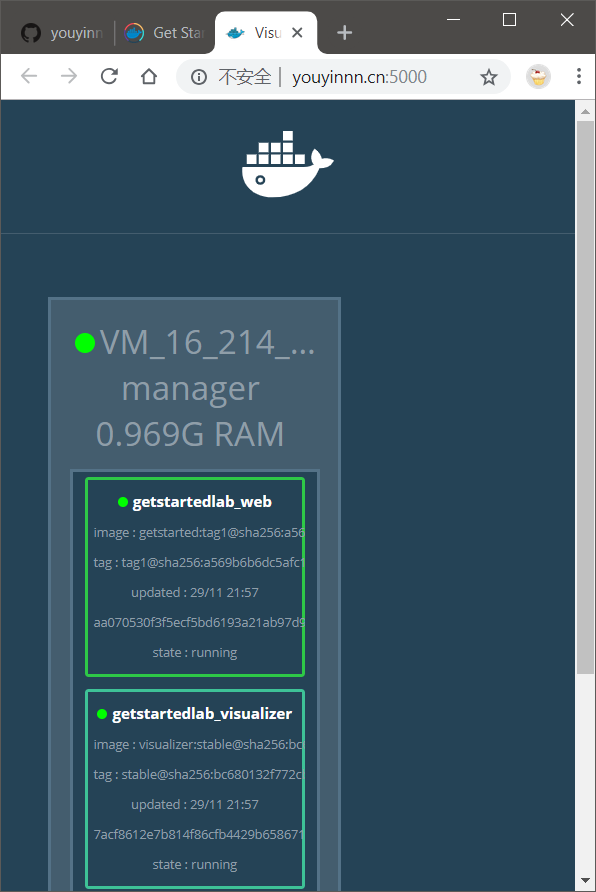 youyinn
Get Star
Visu
不安全 youyinnn.cn:5000
VM_16_214_...
manager
0.969G RAM
getstartedlab_web
image : getstarted:tag1@sha256:a56
tag : tag1@sha256:a569b6b6dc5afc1
updated : 29/11 21:57
aa070530f3f5ecf5bd6193a21ab97d9
state : running
getstartedlab_visualizer
image : visualizer:stable@sha256:bc
tag : stable@sha256:bc680132f772c
updated : 29/11 21:57
7acf8612e7b814f86cfb4429b658671
state : running